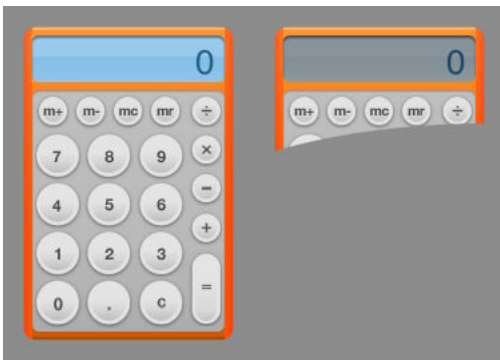 0
m+ m- mc mr ÷
7 8 9 ×
4 5 6 −
+
1 2 3
0 . c =
0
m+ m- mc mr ÷